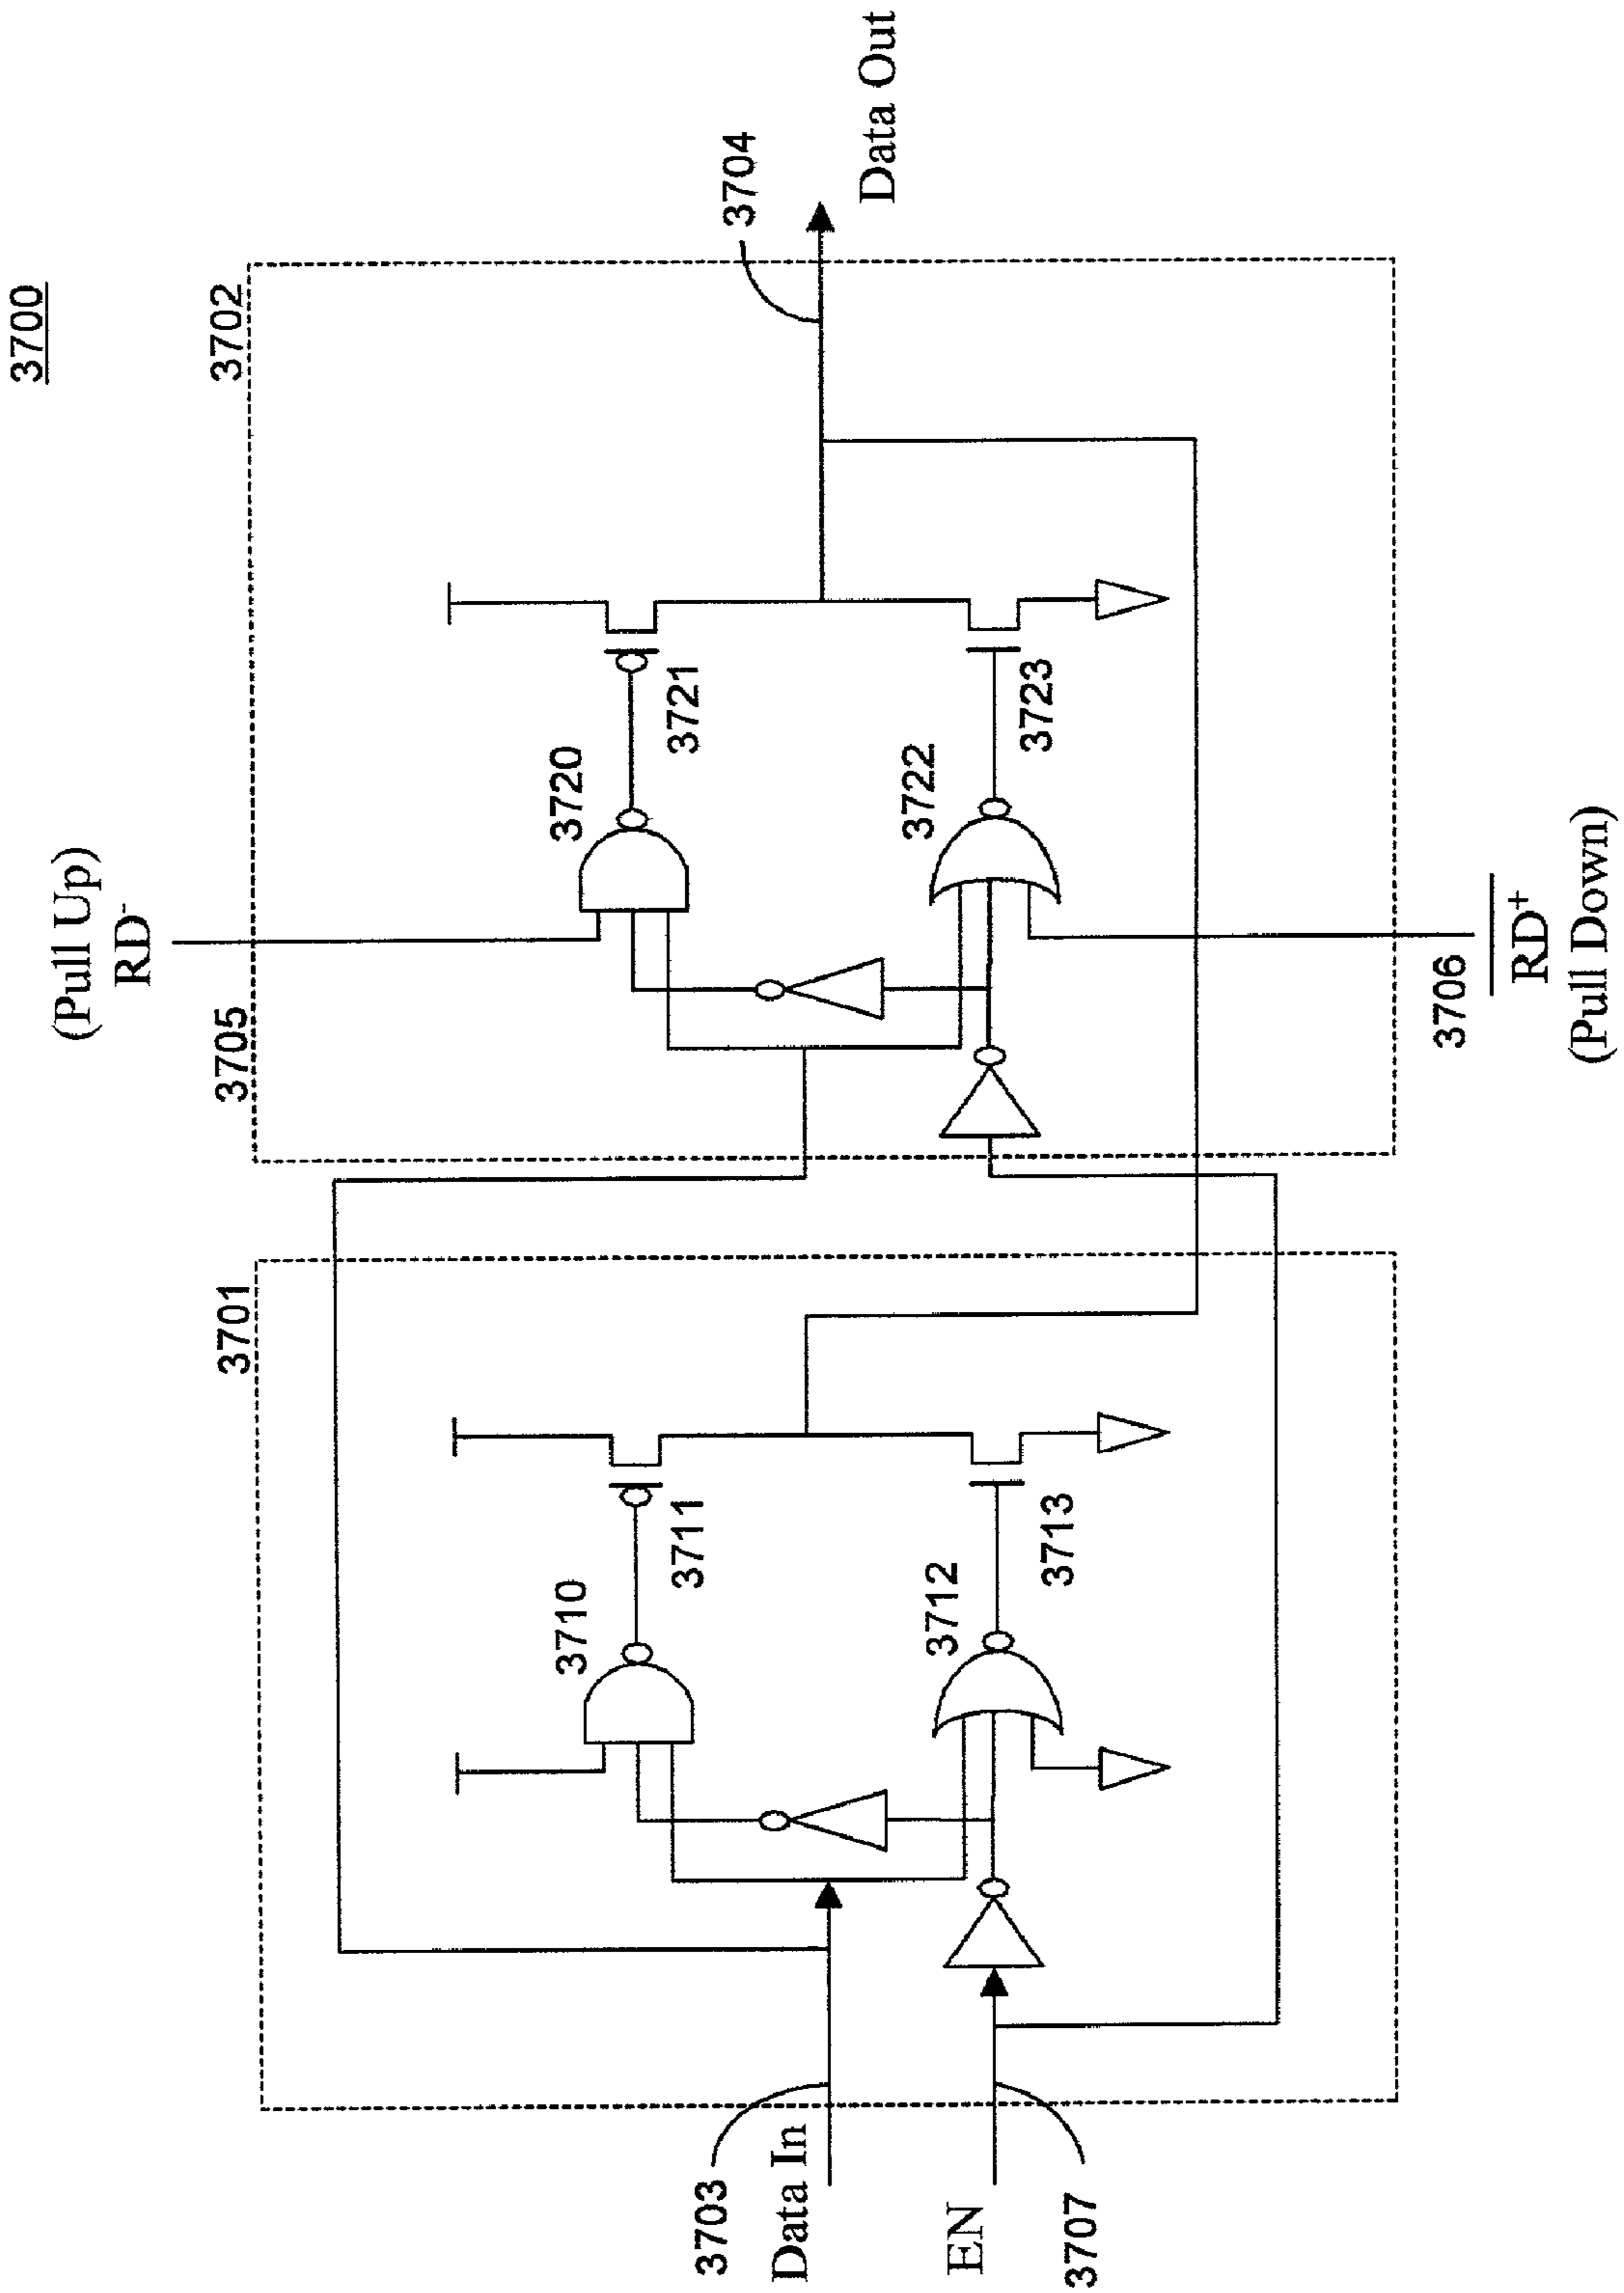 3700
3702
3704
Data Out
(Pull Up)
RD-
3705
3720
3721
3722
3723
3706
RD+
(Pull Down)
3701
3710
3711
3712
3713
3703
Data In
EN
3707